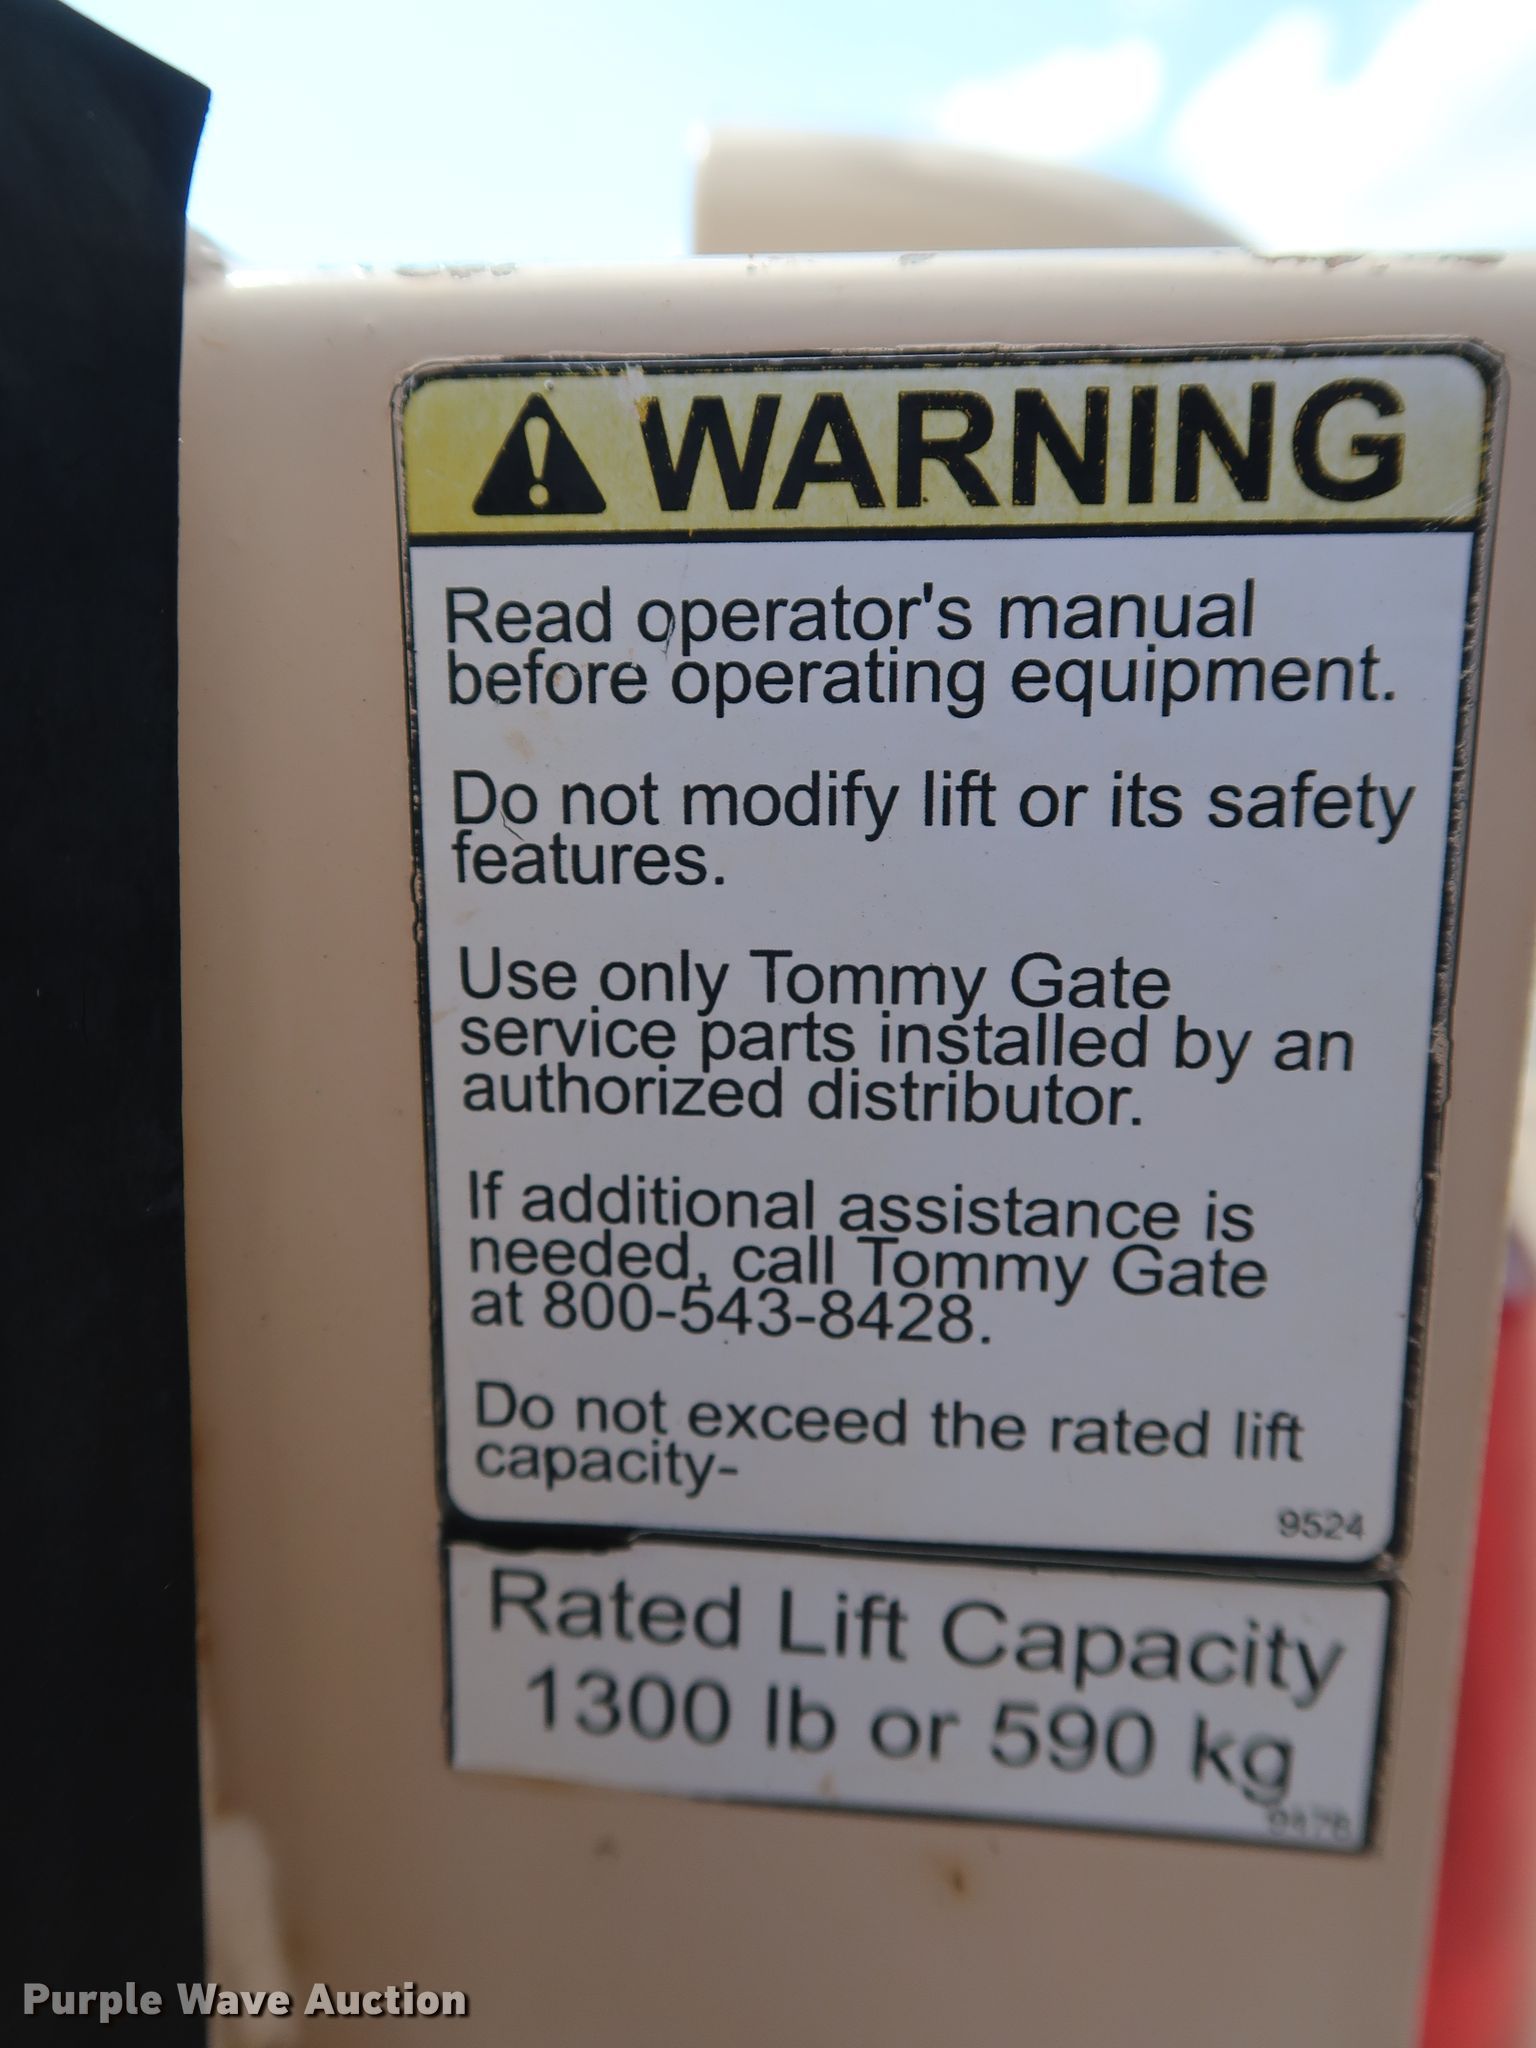 WARNING
Read operator's manual
before operating equipment.
Do not modify lift or its safety
features.
Use only Tommy Gate
service parts installed by an
authorized distributor.
If additional assistance is
needed, call Tommy Gate
at 800-543-8428.
Do not exceed the rated lift
capacity-
9524
Rated Lift Capacity
1300 lb or 590 kg
Purple Wave Auction